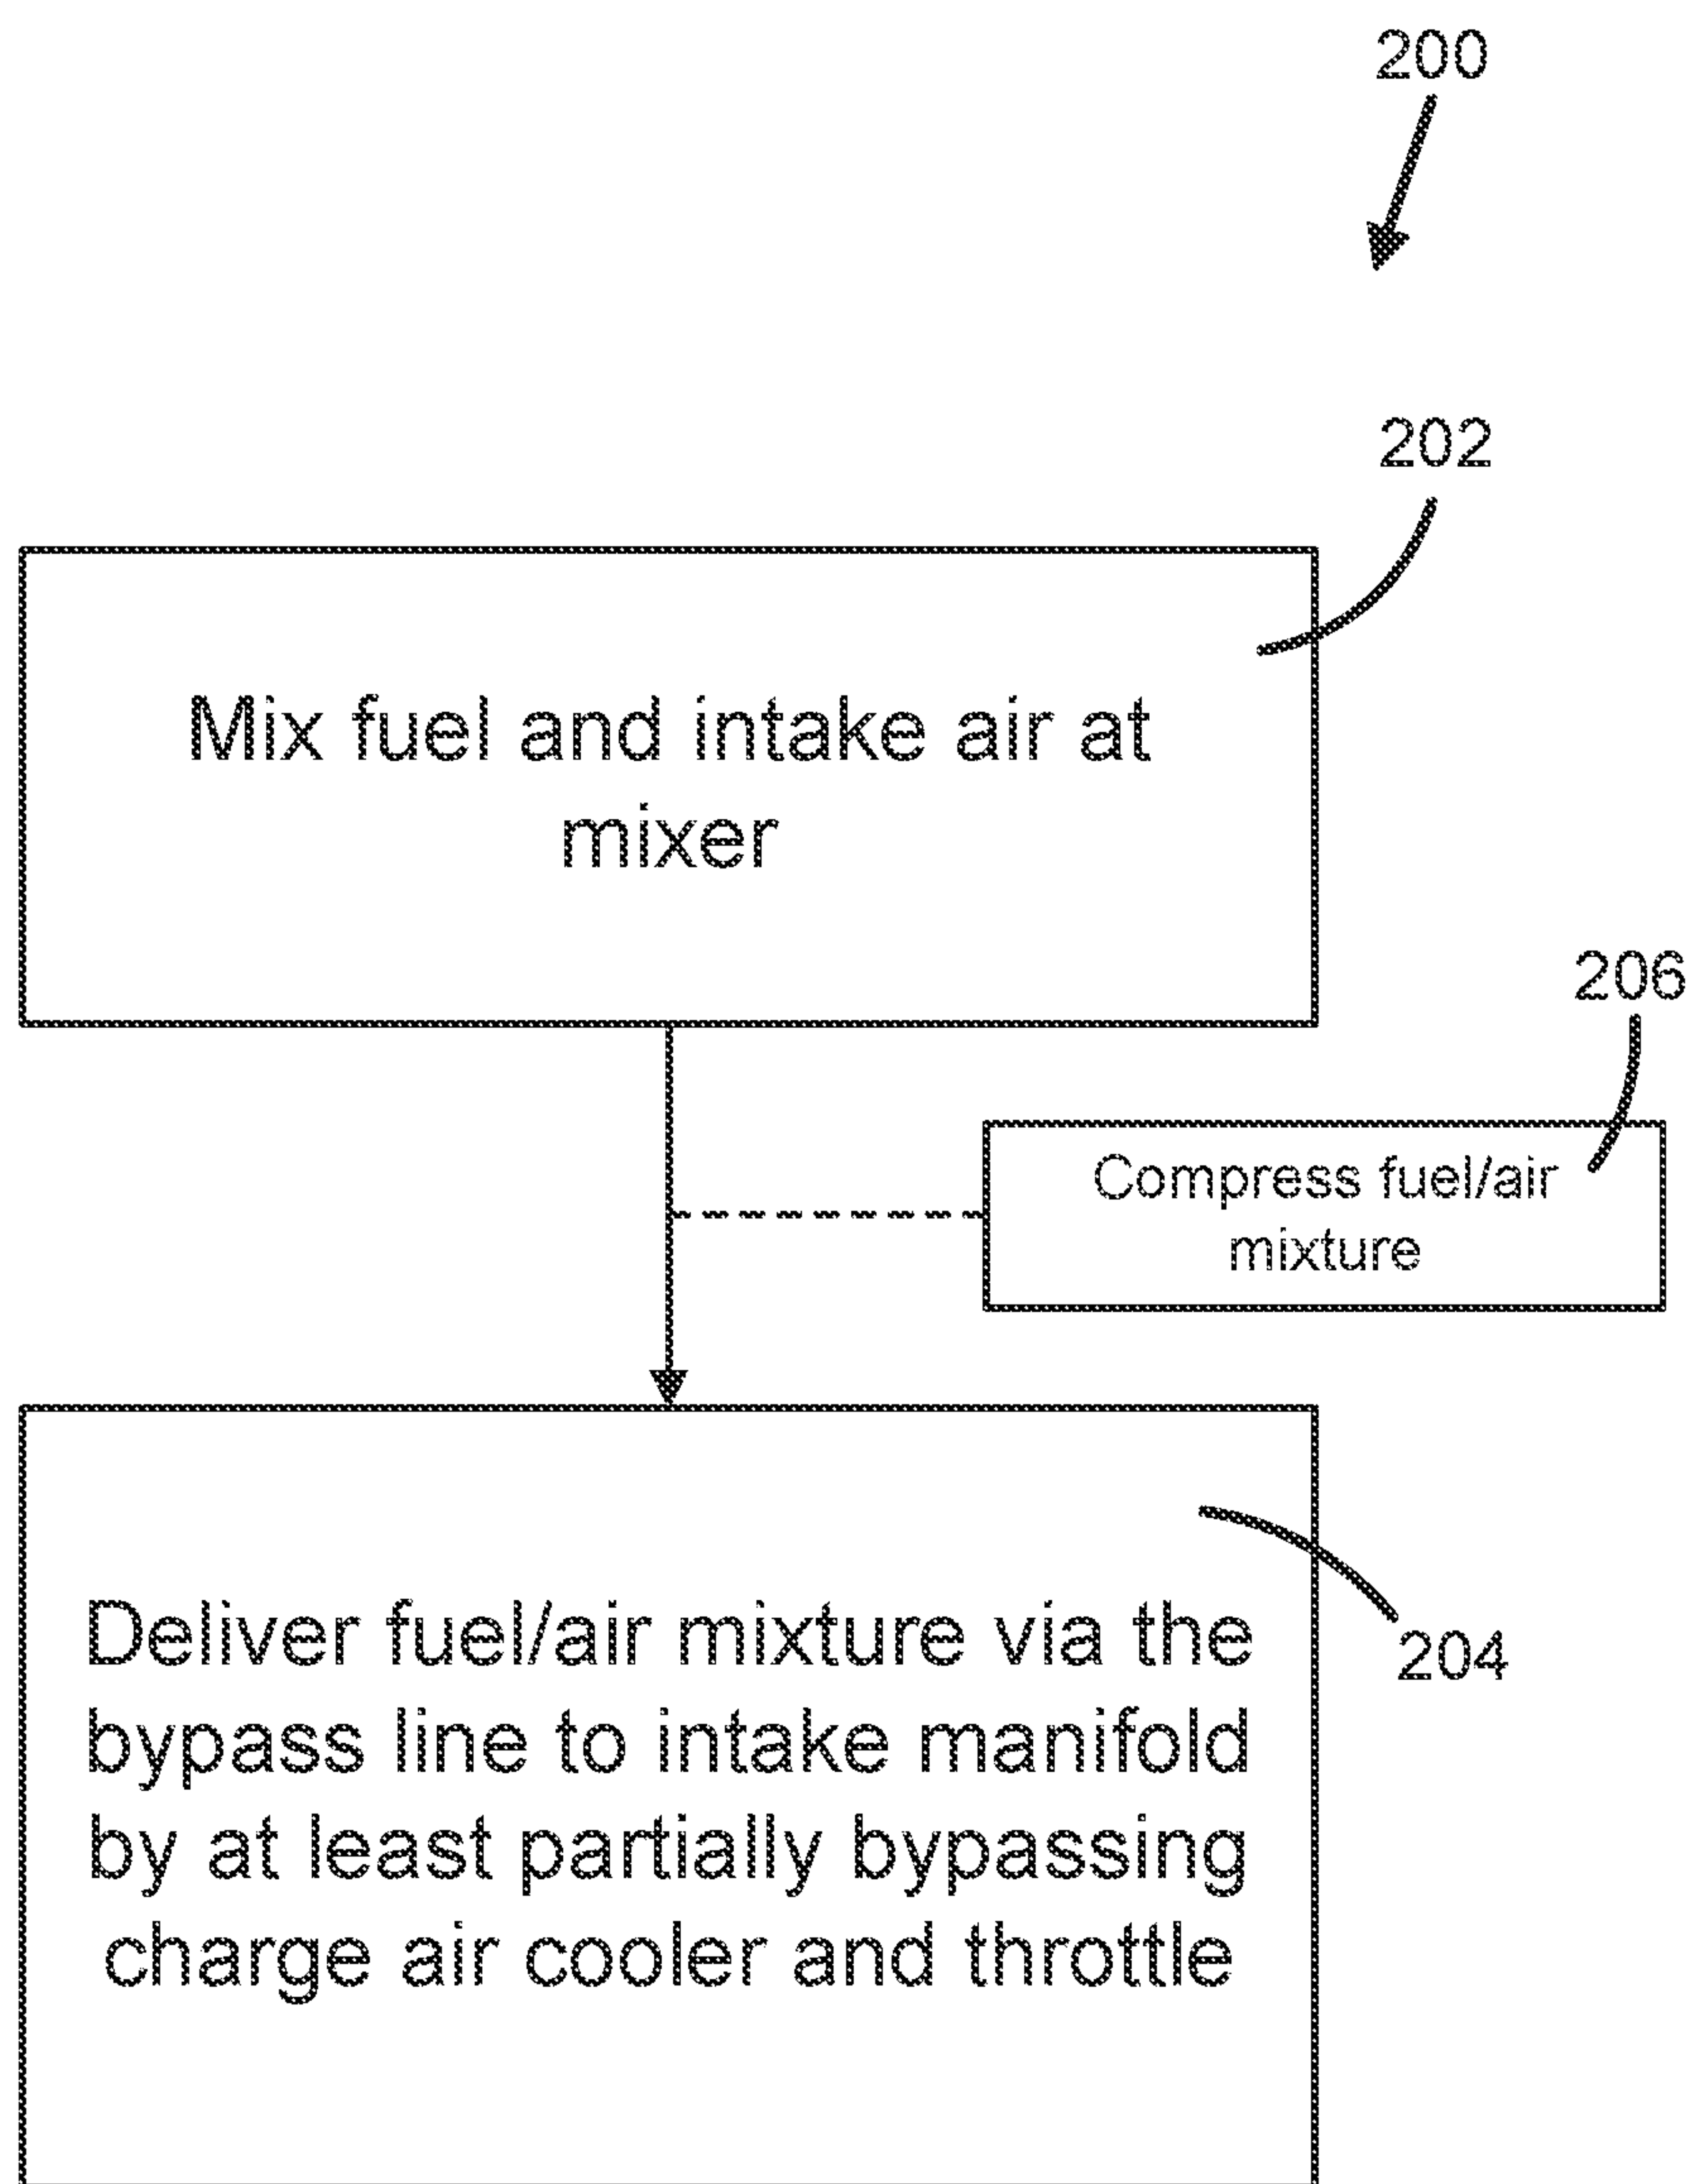 200
202
Mix fuel and intake air at
mixer
206
Compress fuel/air
mixture
Deliver fuel/air mixture via the
bypass line to intake manifold
by at least partially bypassing
charge air cooler and throttle
204